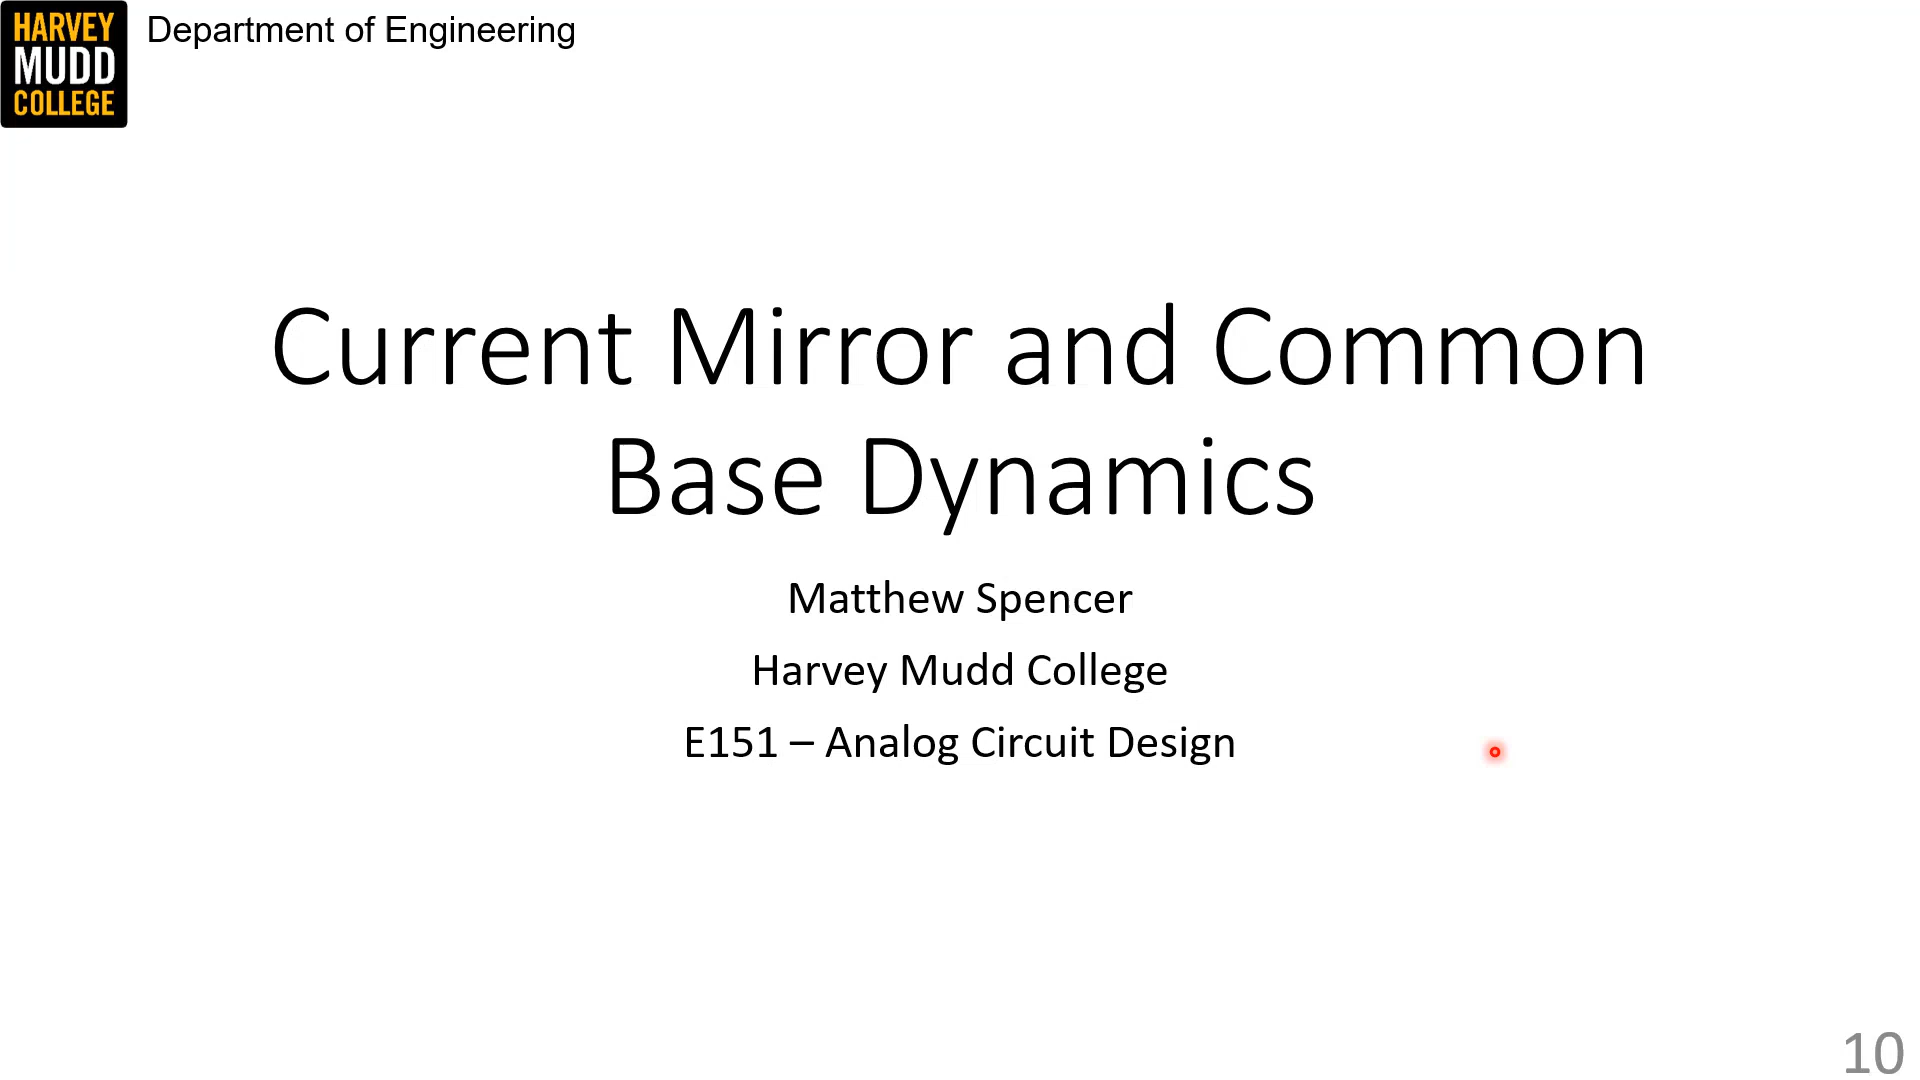 HARVEY
MUDD
COLLEGE
Department of Engineering
Current Mirror and Common
Base Dynamics
Matthew Spencer
Harvey Mudd College
E151 – Analog Circuit Design
10